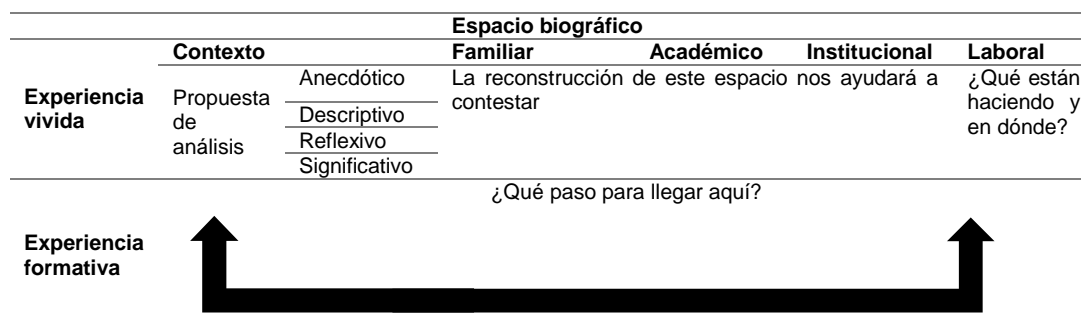 Espacio biográfico
Contexto Familiar Académico Institucional Laboral
Experiencia vivida
Propuesta de análisis
Anecdótico
Descriptivo
Reflexivo
Significativo
La reconstrucción de este espacio nos ayudará a
contestar
¿Qué están
haciendo y
en dónde?
¿Qué paso para llegar aquí?
Experiencia
formativa